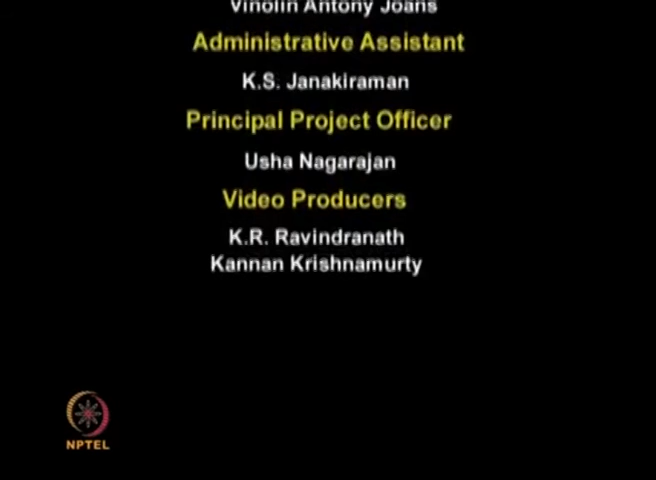 Vinolin Antony Joans
Administrative Assistant
K.S. Janakiraman
Principal Project Officer
Usha Nagarajan
Video Producers
K.R. Ravindranath
Kannan Krishnamurty
NPTEL